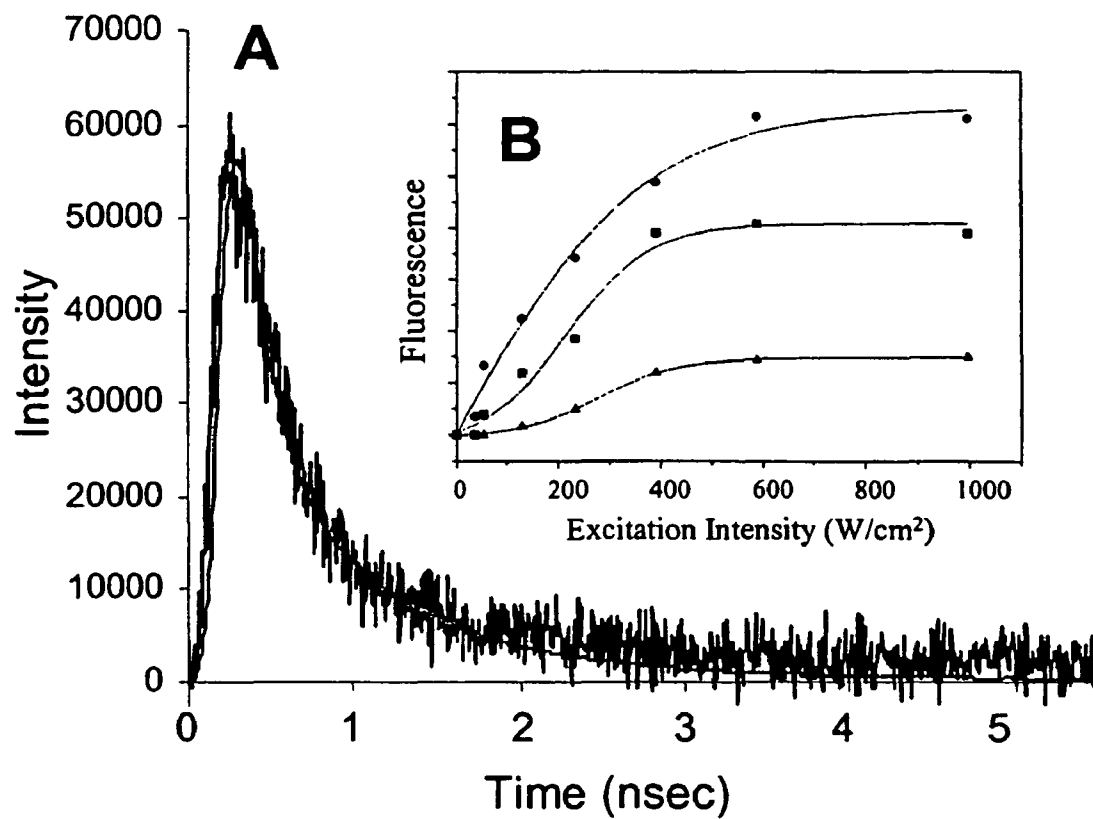 A
70000
60000
50000
40000
30000
20000
10000
0
Intensity
0 1 2 3 4 5
Time (nsec)
B
Fluorescence
0 200 400 600 800 1000
Excitation Intensity (W/cm²)